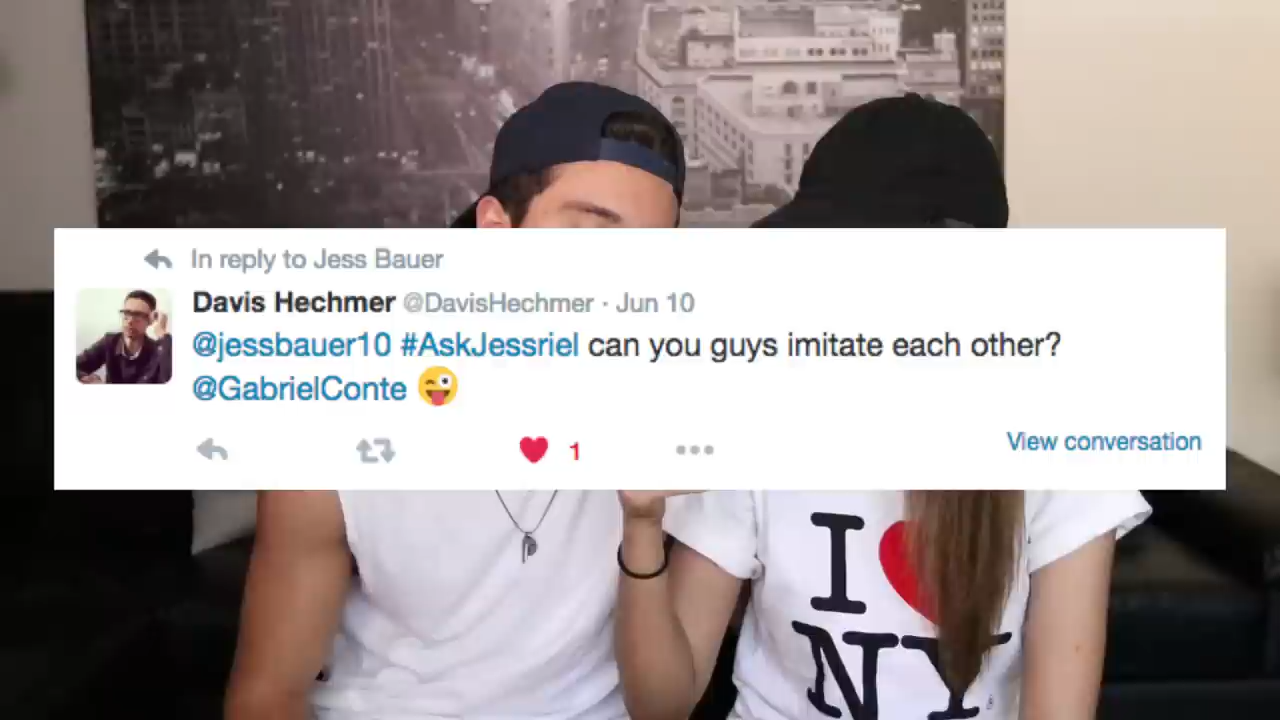 In reply to Jess Bauer
Davis Hechmer @DavisHechmer · Jun 10
@jessbauer10 #AskJessriel can you guys imitate each other?
@GabrielConte 😜
1
View conversation
I ❤
NY